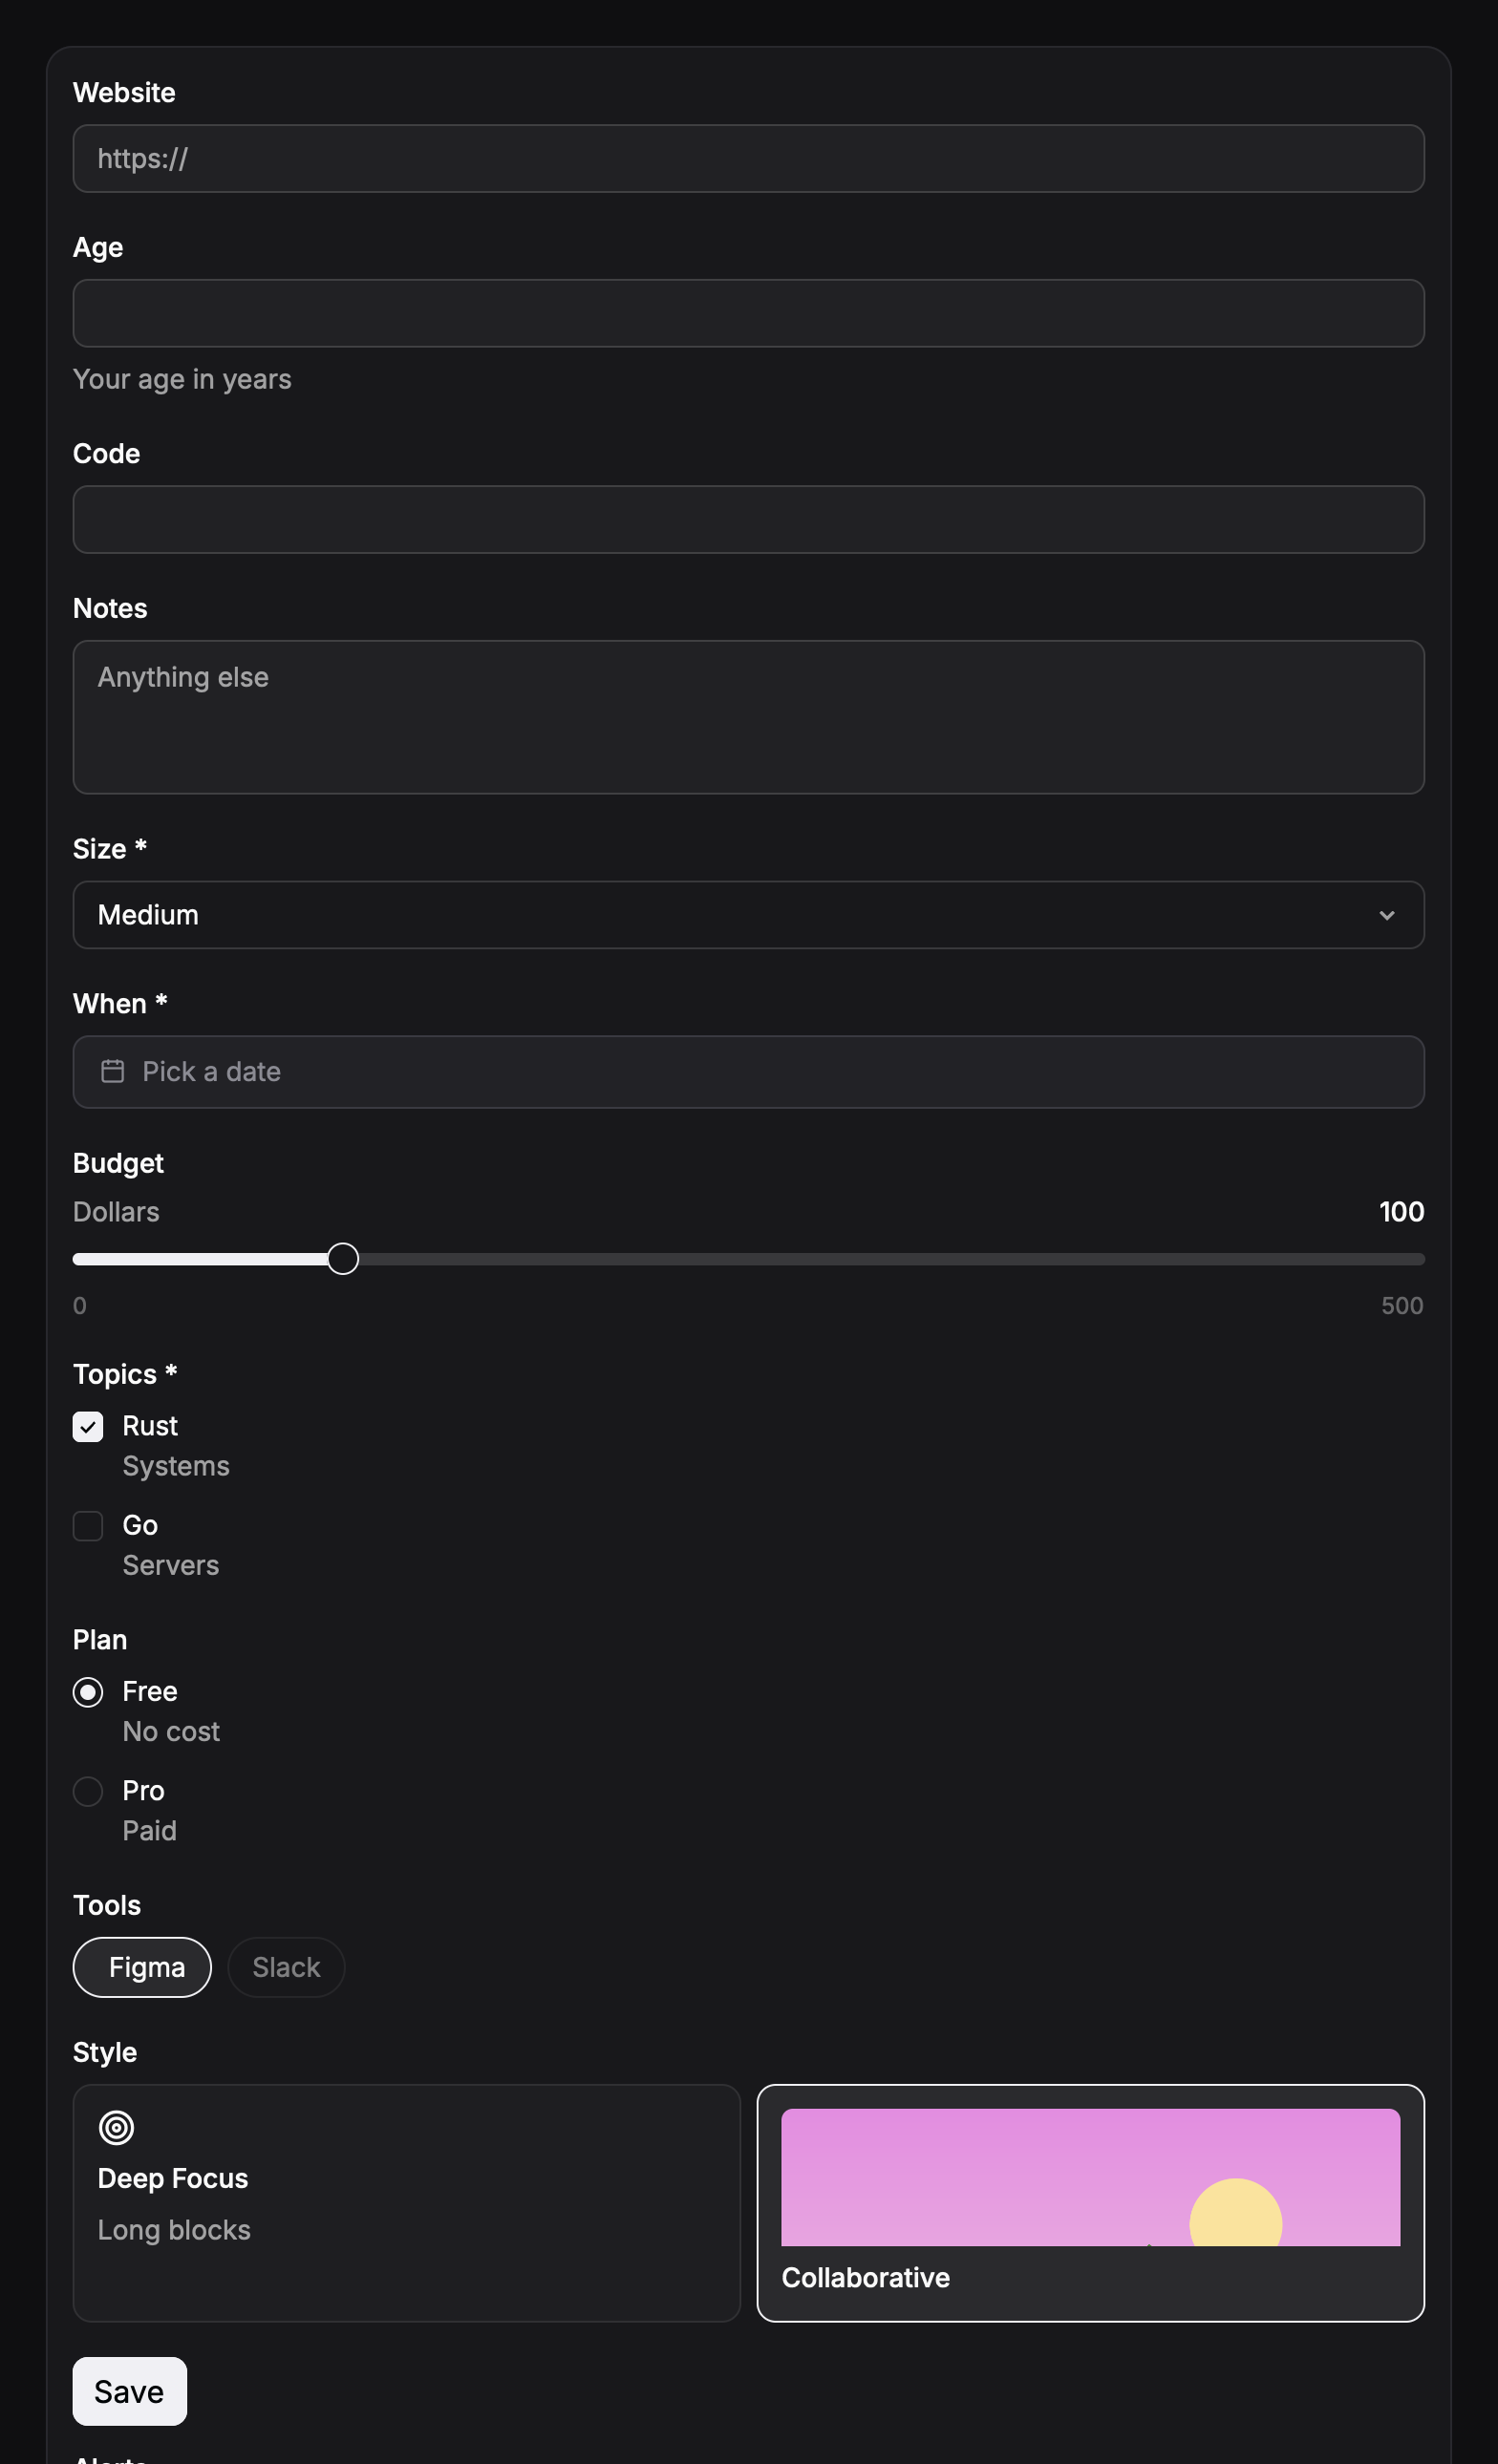 Website
https://
Age
Your age in years
Code
Notes
Anything else
Size *
Medium
When *
Pick a date
Budget
Dollars 100
0 500
Topics *
Rust
Systems
Go
Servers
Plan
Free
No cost
Pro
Paid
Tools
Figma Slack
Style
Deep Focus
Long blocks
Collaborative
Save